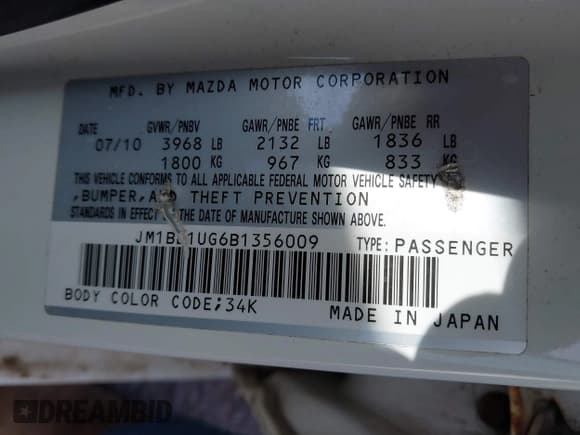 MFD. BY MAZDA MOTOR CORPORATION
DATE GVWR/PNBV GAWR/PNBE FRT. GAWR/PNBE RR
07/10 3968 LB 2132 LB 1836 LB
1800 KG 967 KG 833 KG
THIS VEHICLE CONFORMS TO ALL APPLICABLE FEDERAL MOTOR VEHICLE SAFETY
,BUMPER, THEFT PREVENTION
STANDARDS IN EFFECT THE DATE OF MANUFACTURE SHOWN ABOVE.
TYPE: PASSENGER
BODY COLOR CODE;34K MADE IN JAPAN
DREAMBID